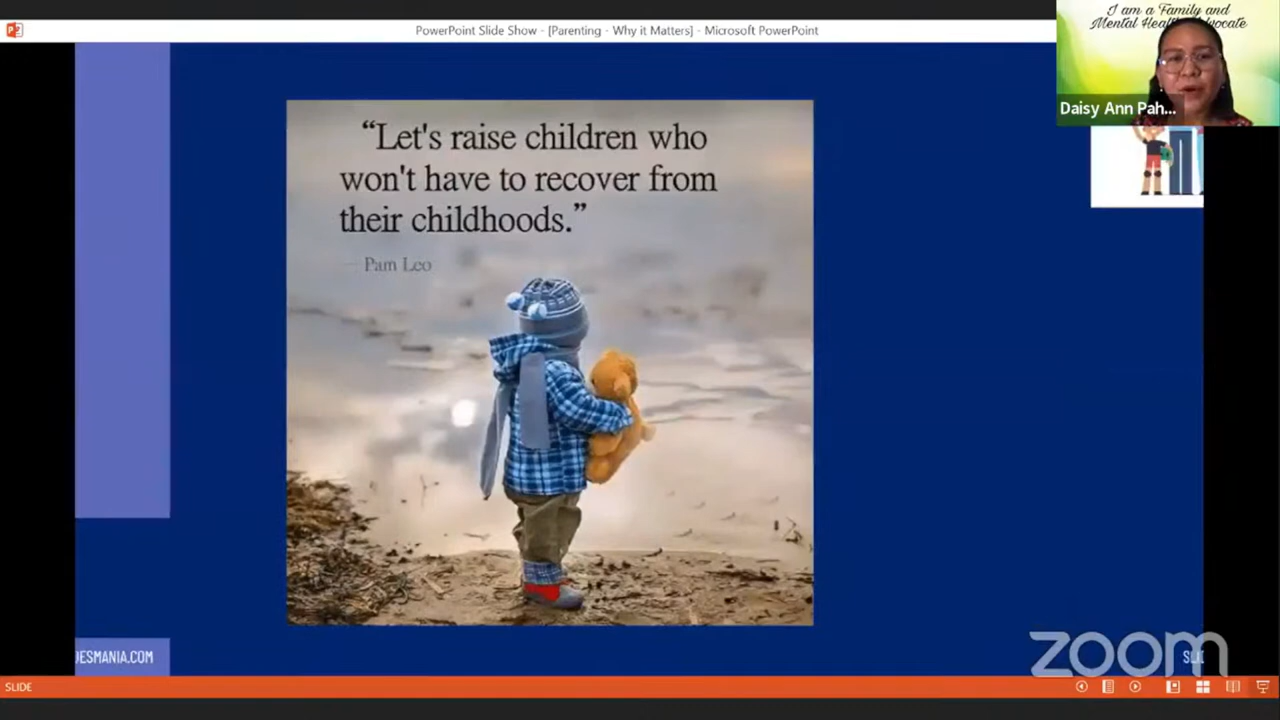 PowerPoint Slide Show - [Parenting - Why it Matters] - Microsoft PowerPoint
I am a Family and
Mental Health Advocate
Daisy Ann Pah...
“Let's raise children who
won't have to recover from
their childhoods.”
— Pam Leo
DESMANIA.COM
zoom
SLIDE